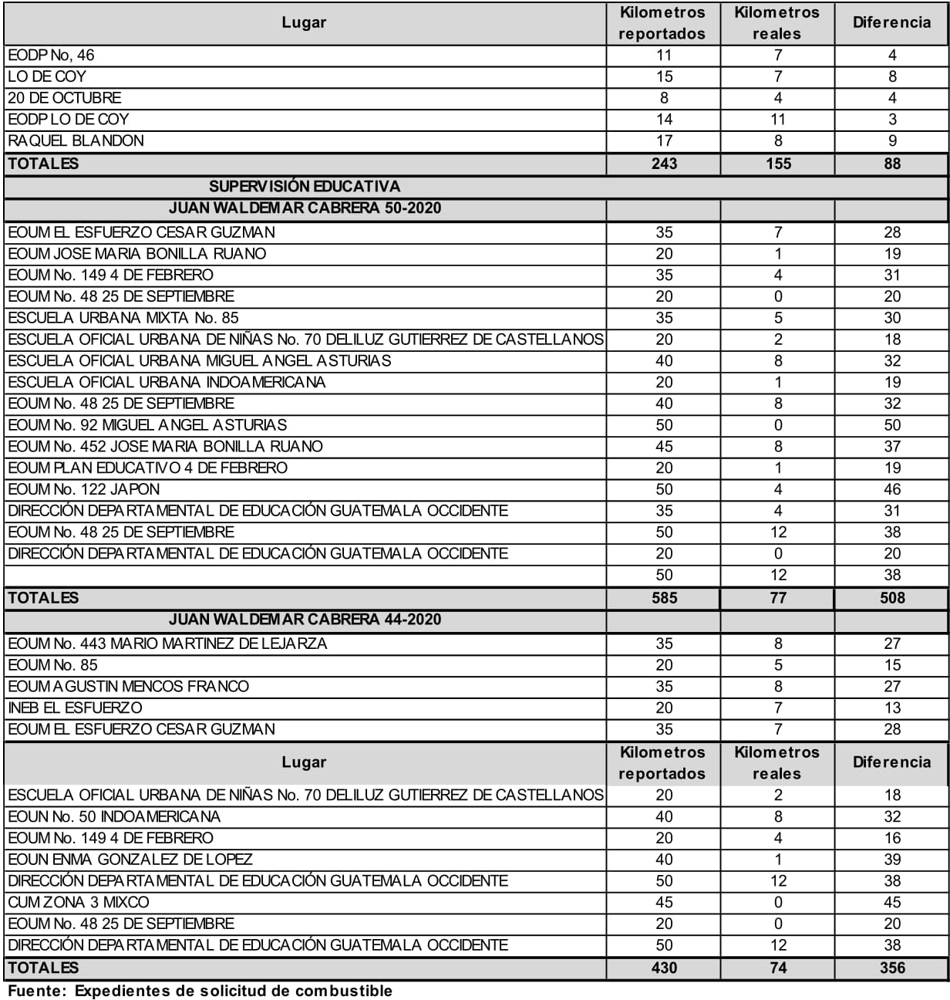 Lugar Kilometros reportados Kilometros reales Diferencia
EODP No, 46 11 7 4
LO DE COY 15 7 8
20 DE OCTUBRE 8 4 4
EODP LO DE COY 14 11 3
RAQUEL BLANDON 17 8 9
TOTALES 243 155 88
SUPERVISIÓN EDUCATIVA
JUAN WALDEMAR CABRERA 50-2020
EOUM EL ESFUERZO CESAR GUZMAN 35 7 28
EOUM JOSE MARIA BONILLA RUANO 20 1 19
EOUM No. 149 4 DE FEBRERO 35 4 31
EOUM No. 48 25 DE SEPTIEMBRE 20 0 20
ESCUELA URBANA MIXTA No. 85 35 5 30
ESCUELA OFICIAL URBANA DE NIÑAS No. 70 DELILUZ GUTIERREZ DE CASTELLANOS 20 2 18
ESCUELA OFICIAL URBANA MIGUEL ANGEL ASTURIAS 40 8 32
ESCUELA OFICIAL URBANA INDOAMERICANA 20 1 19
EOUM No. 48 25 DE SEPTIEMBRE 40 8 32
EOUM No. 92 MIGUEL ANGEL ASTURIAS 50 0 50
EOUM No. 452 JOSE MARIA BONILLA RUANO 45 8 37
EOUM PLAN EDUCATIVO 4 DE FEBRERO 20 1 19
EOUM No. 122 JAPON 50 4 46
DIRECCIÓN DEPARTAMENTAL DE EDUCACIÓN GUATEMALA OCCIDENTE 35 4 31
EOUM No. 48 25 DE SEPTIEMBRE 50 12 38
DIRECCIÓN DEPARTAMENTAL DE EDUCACIÓN GUATEMALA OCCIDENTE 20 0 20
50 12 38
TOTALES 585 77 508
JUAN WALDEMAR CABRERA 44-2020
EOUM No. 443 MARIO MARTINEZ DE LEJARZA 35 8 27
EOUM No. 85 20 5 15
EOUM AGUSTIN MENCOS FRANCO 35 8 27
INEB EL ESFUERZO 20 7 13
EOUM EL ESFUERZO CESAR GUZMAN 35 7 28
Lugar Kilometros reportados Kilometros reales Diferencia
ESCUELA OFICIAL URBANA DE NIÑAS No. 70 DELILUZ GUTIERREZ DE CASTELLANOS 20 2 18
EOUN No. 50 INDOAMERICANA 40 8 32
EOUM No. 149 4 DE FEBRERO 20 4 16
EOUN ENMA GONZALEZ DE LOPEZ 40 1 39
DIRECCIÓN DEPARTAMENTAL DE EDUCACIÓN GUATEMALA OCCIDENTE 50 12 38
CUM ZONA 3 MIXCO 45 0 45
EOUM No. 48 25 DE SEPTIEMBRE 20 0 20
DIRECCIÓN DEPARTAMENTAL DE EDUCACIÓN GUATEMALA OCCIDENTE 50 12 38
TOTALES 430 74 356
Fuente: Expedientes de solicitud de combustible